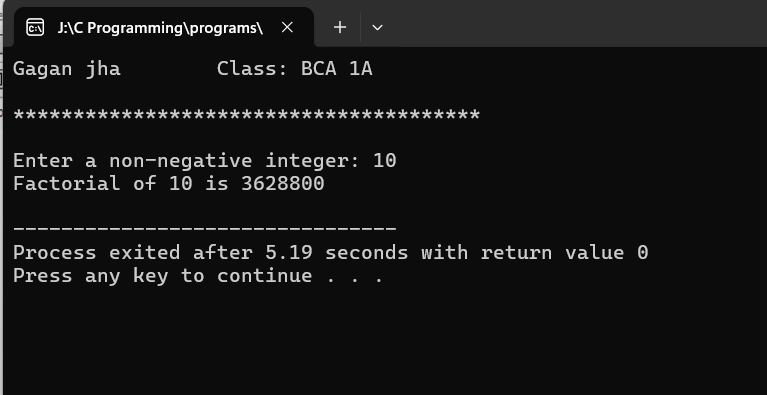 J:\C Programming\programs\
Gagan jha        Class: BCA 1A
***************************************
Enter a non-negative integer: 10
Factorial of 10 is 3628800
--------------------------------
Process exited after 5.19 seconds with return value 0
Press any key to continue . . .